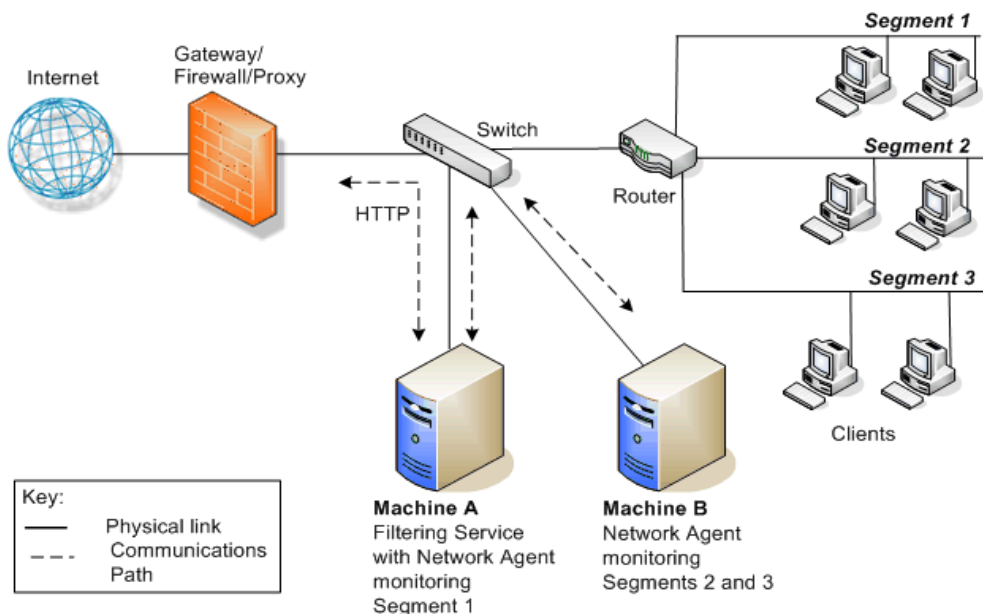 Internet
Gateway/
Firewall/Proxy
HTTP
Switch
Router
Segment 1
Segment 2
Segment 3
Clients
Machine A
Filtering Service
with Network Agent
monitoring
Segment 1
Machine B
Network Agent
monitoring
Segments 2 and 3
Key:
Physical link
Communications
Path